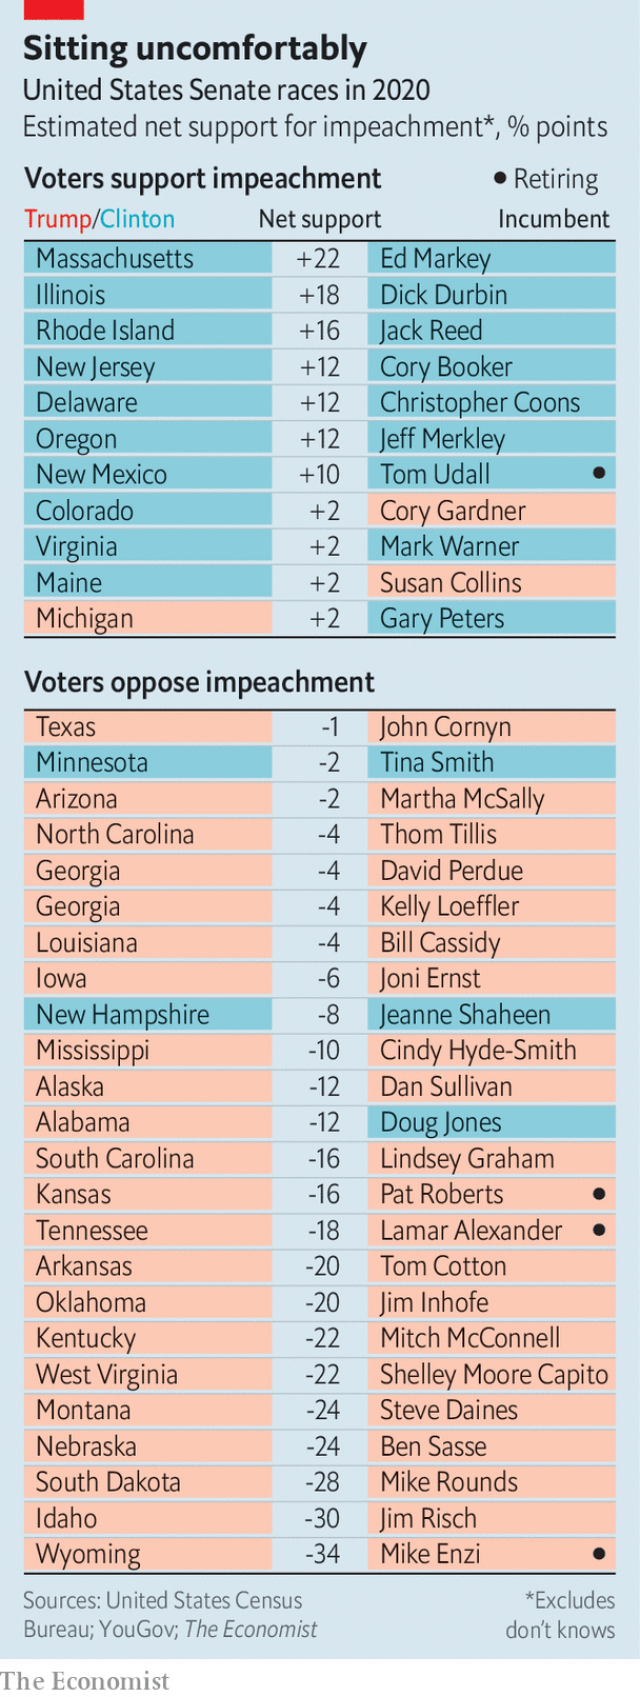 Sitting uncomfortably
United States Senate races in 2020
Estimated net support for impeachment*, % points
Voters support impeachment ● Retiring
Trump/Clinton Net support Incumbent
Massachusetts +22 Ed Markey
Illinois +18 Dick Durbin
Rhode Island +16 Jack Reed
New Jersey +12 Cory Booker
Delaware +12 Christopher Coons
Oregon +12 Jeff Merkley
New Mexico +10 Tom Udall ●
Colorado +2 Cory Gardner
Virginia +2 Mark Warner
Maine +2 Susan Collins
Michigan +2 Gary Peters
Voters oppose impeachment
Texas -1 John Cornyn
Minnesota -2 Tina Smith
Arizona -2 Martha McSally
North Carolina -4 Thom Tillis
Georgia -4 David Perdue
Georgia -4 Kelly Loeffler
Louisiana -4 Bill Cassidy
Iowa -6 Joni Ernst
New Hampshire -8 Jeanne Shaheen
Mississippi -10 Cindy Hyde-Smith
Alaska -12 Dan Sullivan
Alabama -12 Doug Jones
South Carolina -16 Lindsey Graham
Kansas -16 Pat Roberts ●
Tennessee -18 Lamar Alexander ●
Arkansas -20 Tom Cotton
Oklahoma -20 Jim Inhofe
Kentucky -22 Mitch McConnell
West Virginia -22 Shelley Moore Capito
Montana -24 Steve Daines
Nebraska -24 Ben Sasse
South Dakota -28 Mike Rounds
Idaho -30 Jim Risch
Wyoming -34 Mike Enzi ●
Sources: United States Census *Excludes
Bureau; YouGov; The Economist don't knows
The Economist